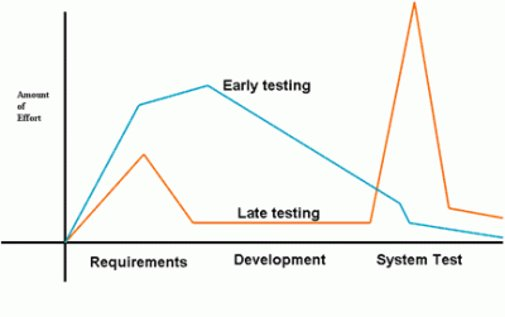 Early testing
Amount
of
Effort
Late testing
Requirements
Development
System Test